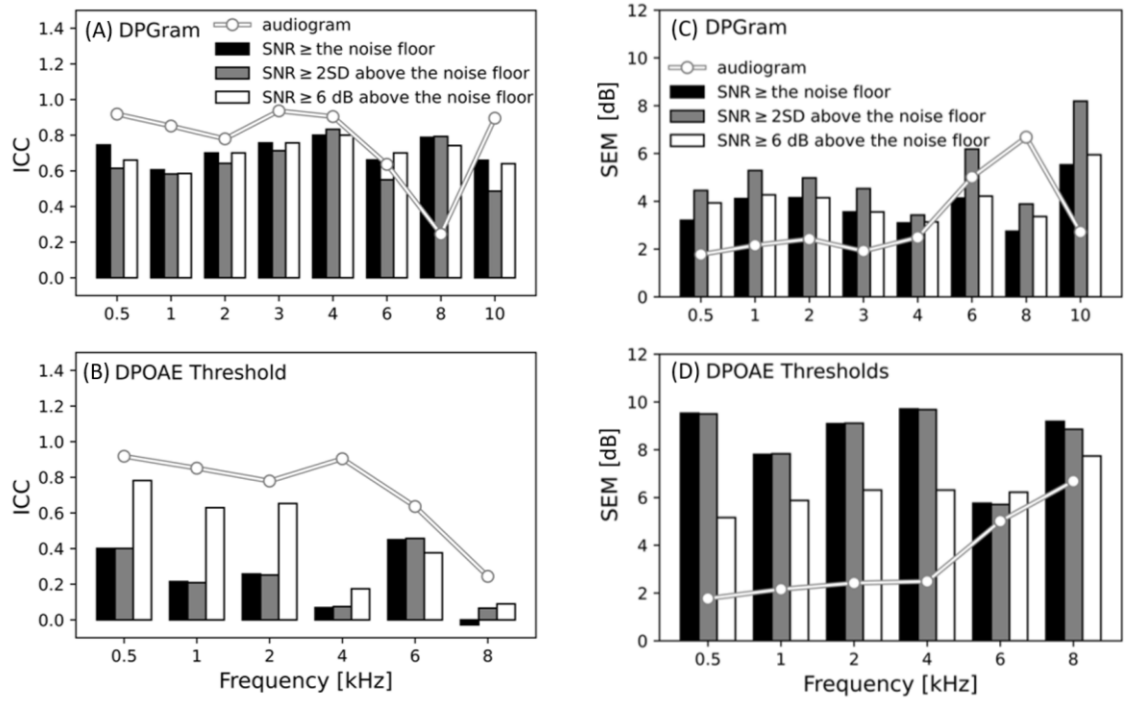 (A) DPGram
audiogram
SNR ≥ the noise floor
SNR ≥ 2SD above the noise floor
SNR ≥ 6 dB above the noise floor
1.4
1.2
1.0
0.8
0.6
0.4
0.2
0.0
ICC
0.5 1 2 3 4 6 8 10
(C) DPGram
audiogram
SNR ≥ the noise floor
SNR ≥ 2SD above the noise floor
SNR ≥ 6 dB above the noise floor
12
10
8
6
4
2
0
SEM [dB]
0.5 1 2 3 4 6 8 10
(B) DPOAE Threshold
1.4
1.2
1.0
0.8
0.6
0.4
0.2
0.0
ICC
0.5 1 2 4 6 8
Frequency [kHz]
(D) DPOAE Thresholds
12
10
8
6
4
2
0
SEM [dB]
0.5 1 2 4 6 8
Frequency [kHz]